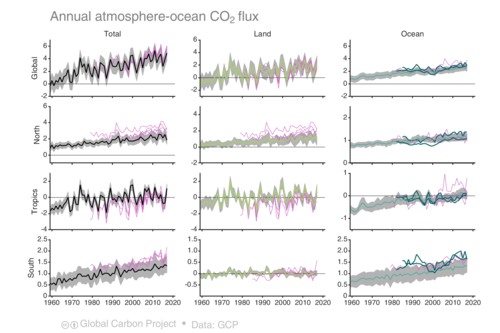 Annual atmosphere-ocean CO₂ flux
Total Land Ocean
Global
6 6 6
4 4 4
2 2 2
0 0 0
-2 -2 -2
North
6 4 2
4 2 1
2 0 0
0
Tropics
2 2 1
0 0 0
-2 -2 -1
-4 -4
South
2.5 1.5 2.5
2.0 1.0 2.0
1.5 0.5 1.5
1.0 0 1.0
0.5 -0.5 0.5
0 0
1960 1970 1980 1990 2000 2010 2020 1960 1970 1980 1990 2000 2010 2020 1960 1970 1980 1990 2000 2010 2020
Global Carbon Project • Data: GCP